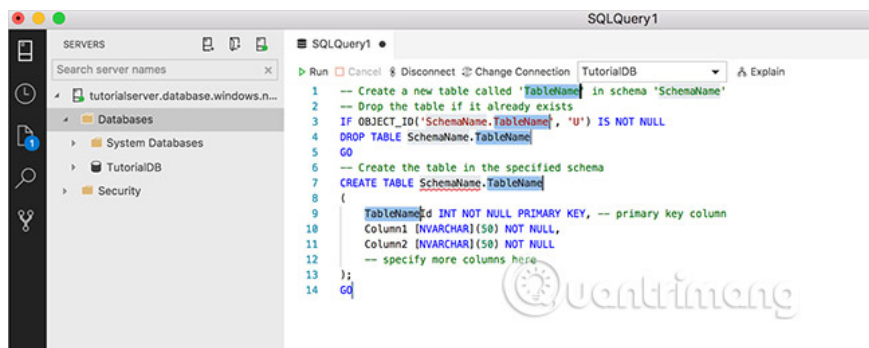 SQLQuery1
SERVERS
Search server names
tutorialserver.database.windows.n...
Databases
System Databases
TutorialDB
Security
1
SQLQuery1
Run Cancel Disconnect Change Connection TutorialDB Explain
1 -- Create a new table called 'TableName' in schema 'SchemaName'
2 -- Drop the table if it already exists
3 IF OBJECT_ID('SchemaName.TableName', 'U') IS NOT NULL
4 DROP TABLE SchemaName.TableName
5 GO
6 -- Create the table in the specified schema
7 CREATE TABLE SchemaName.TableName
8 (
9 TableNameId INT NOT NULL PRIMARY KEY, -- primary key column
10 Column1 [NVARCHAR](50) NOT NULL,
11 Column2 [NVARCHAR](50) NOT NULL
12 -- specify more columns here
13 );
14 GO
Quantrimang